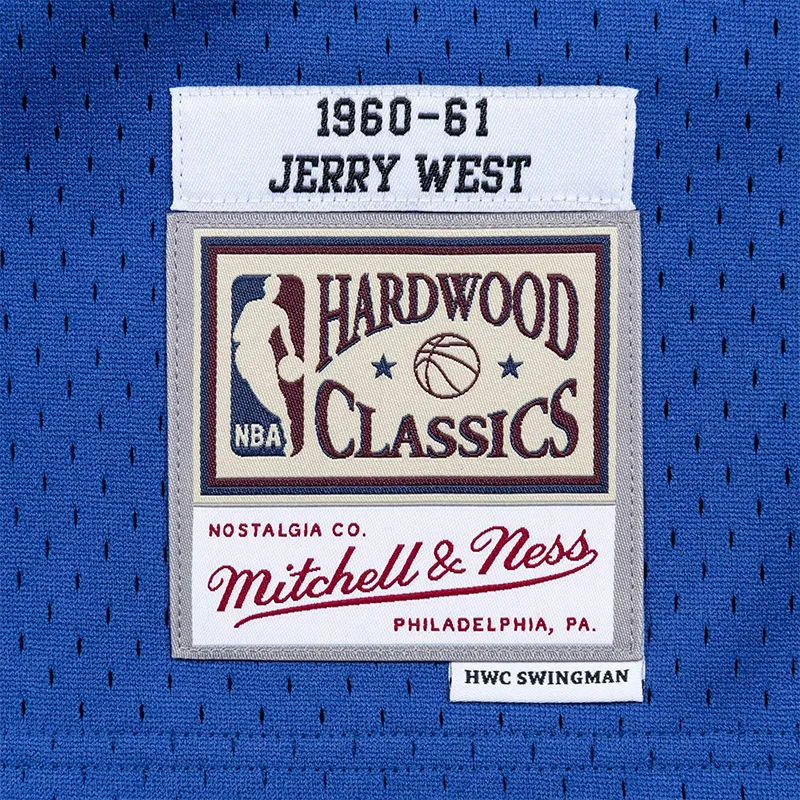 1960-61
JERRY WEST
HARDWOOD
CLASSICS
NBA
NOSTALGIA CO.
Mitchell & Ness
PHILADELPHIA, PA.
HWC SWINGMAN